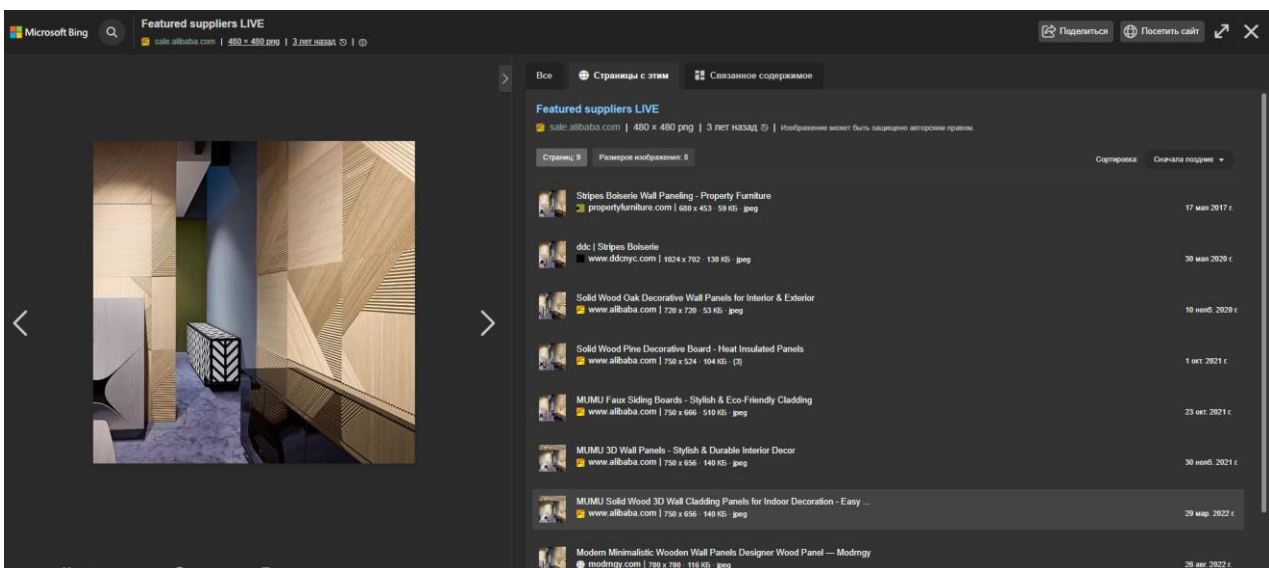 Microsoft Bing
Featured suppliers LIVE
sale.alibaba.com | 480 × 480 png | 3 лет назад
Поделиться
Посетить сайт
Все
Страницы с этим
Связанное содержимое
Featured suppliers LIVE
sale.alibaba.com | 480 × 480 png | 3 лет назад | Изображение может быть защищено авторским правом.
Страниц: 9
Размеров изображения: 8
Сортировка:
Сначала поздние
Stripes Boiserie Wall Paneling - Property Furniture
propertyfurniture.com | 680 x 453 · 59 КБ · jpeg
17 мая 2017 г.
ddc | Stripes Boiserie
www.ddcnyc.com | 1024 x 702 · 130 КБ · jpeg
30 мая 2020 г.
Solid Wood Oak Decorative Wall Panels for Interior & Exterior
www.alibaba.com | 720 x 720 · 53 КБ · jpeg
10 нояб. 2020 г.
Solid Wood Pine Decorative Board - Heat Insulated Panels
www.alibaba.com | 750 x 524 · 104 КБ · (3)
1 окт. 2021 г.
MUMU Faux Siding Boards - Stylish & Eco-Friendly Cladding
www.alibaba.com | 750 x 666 · 510 КБ · jpeg
23 окт. 2021 г.
MUMU 3D Wall Panels - Stylish & Durable Interior Decor
www.alibaba.com | 750 x 656 · 140 КБ · jpeg
30 нояб. 2021 г.
MUMU Solid Wood 3D Wall Cladding Panels for Indoor Decoration - Easy ...
www.alibaba.com | 750 x 656 · 140 КБ · jpeg
29 мар. 2022 г.
Modern Minimalistic Wooden Wall Panels Designer Wood Panel — Modrngy
modrngy.com | 700 x 700 · 116 КБ · jpeg
26 авг. 2022 г.